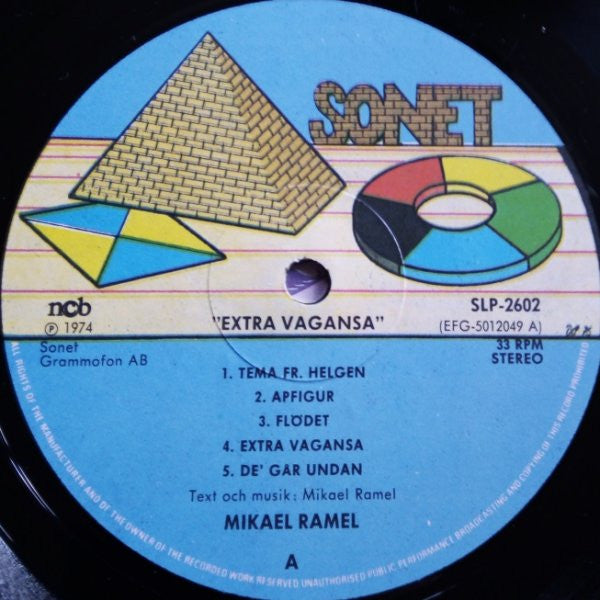 SONET
ncb
SLP-2602
℗ 1974
"EXTRA VAGANSA"
(EFG-5012049 A)
Sonet
Grammofon AB
33 RPM
STEREO
1. TEMA FR. HELGEN
2. APFIGUR
3. FLÖDET
4. EXTRA VAGANSA
5. DE' GÅR UNDAN
Text och musik: Mikael Ramel
MIKAEL RAMEL
A
ALL RIGHTS OF THE MANUFACTURER AND OF THE OWNER OF THE RECORDED WORK RESERVED UNAUTHORISED PUBLIC PERFORMANCE BROADCASTING AND COPYING OF THIS RECORD PROHIBITED